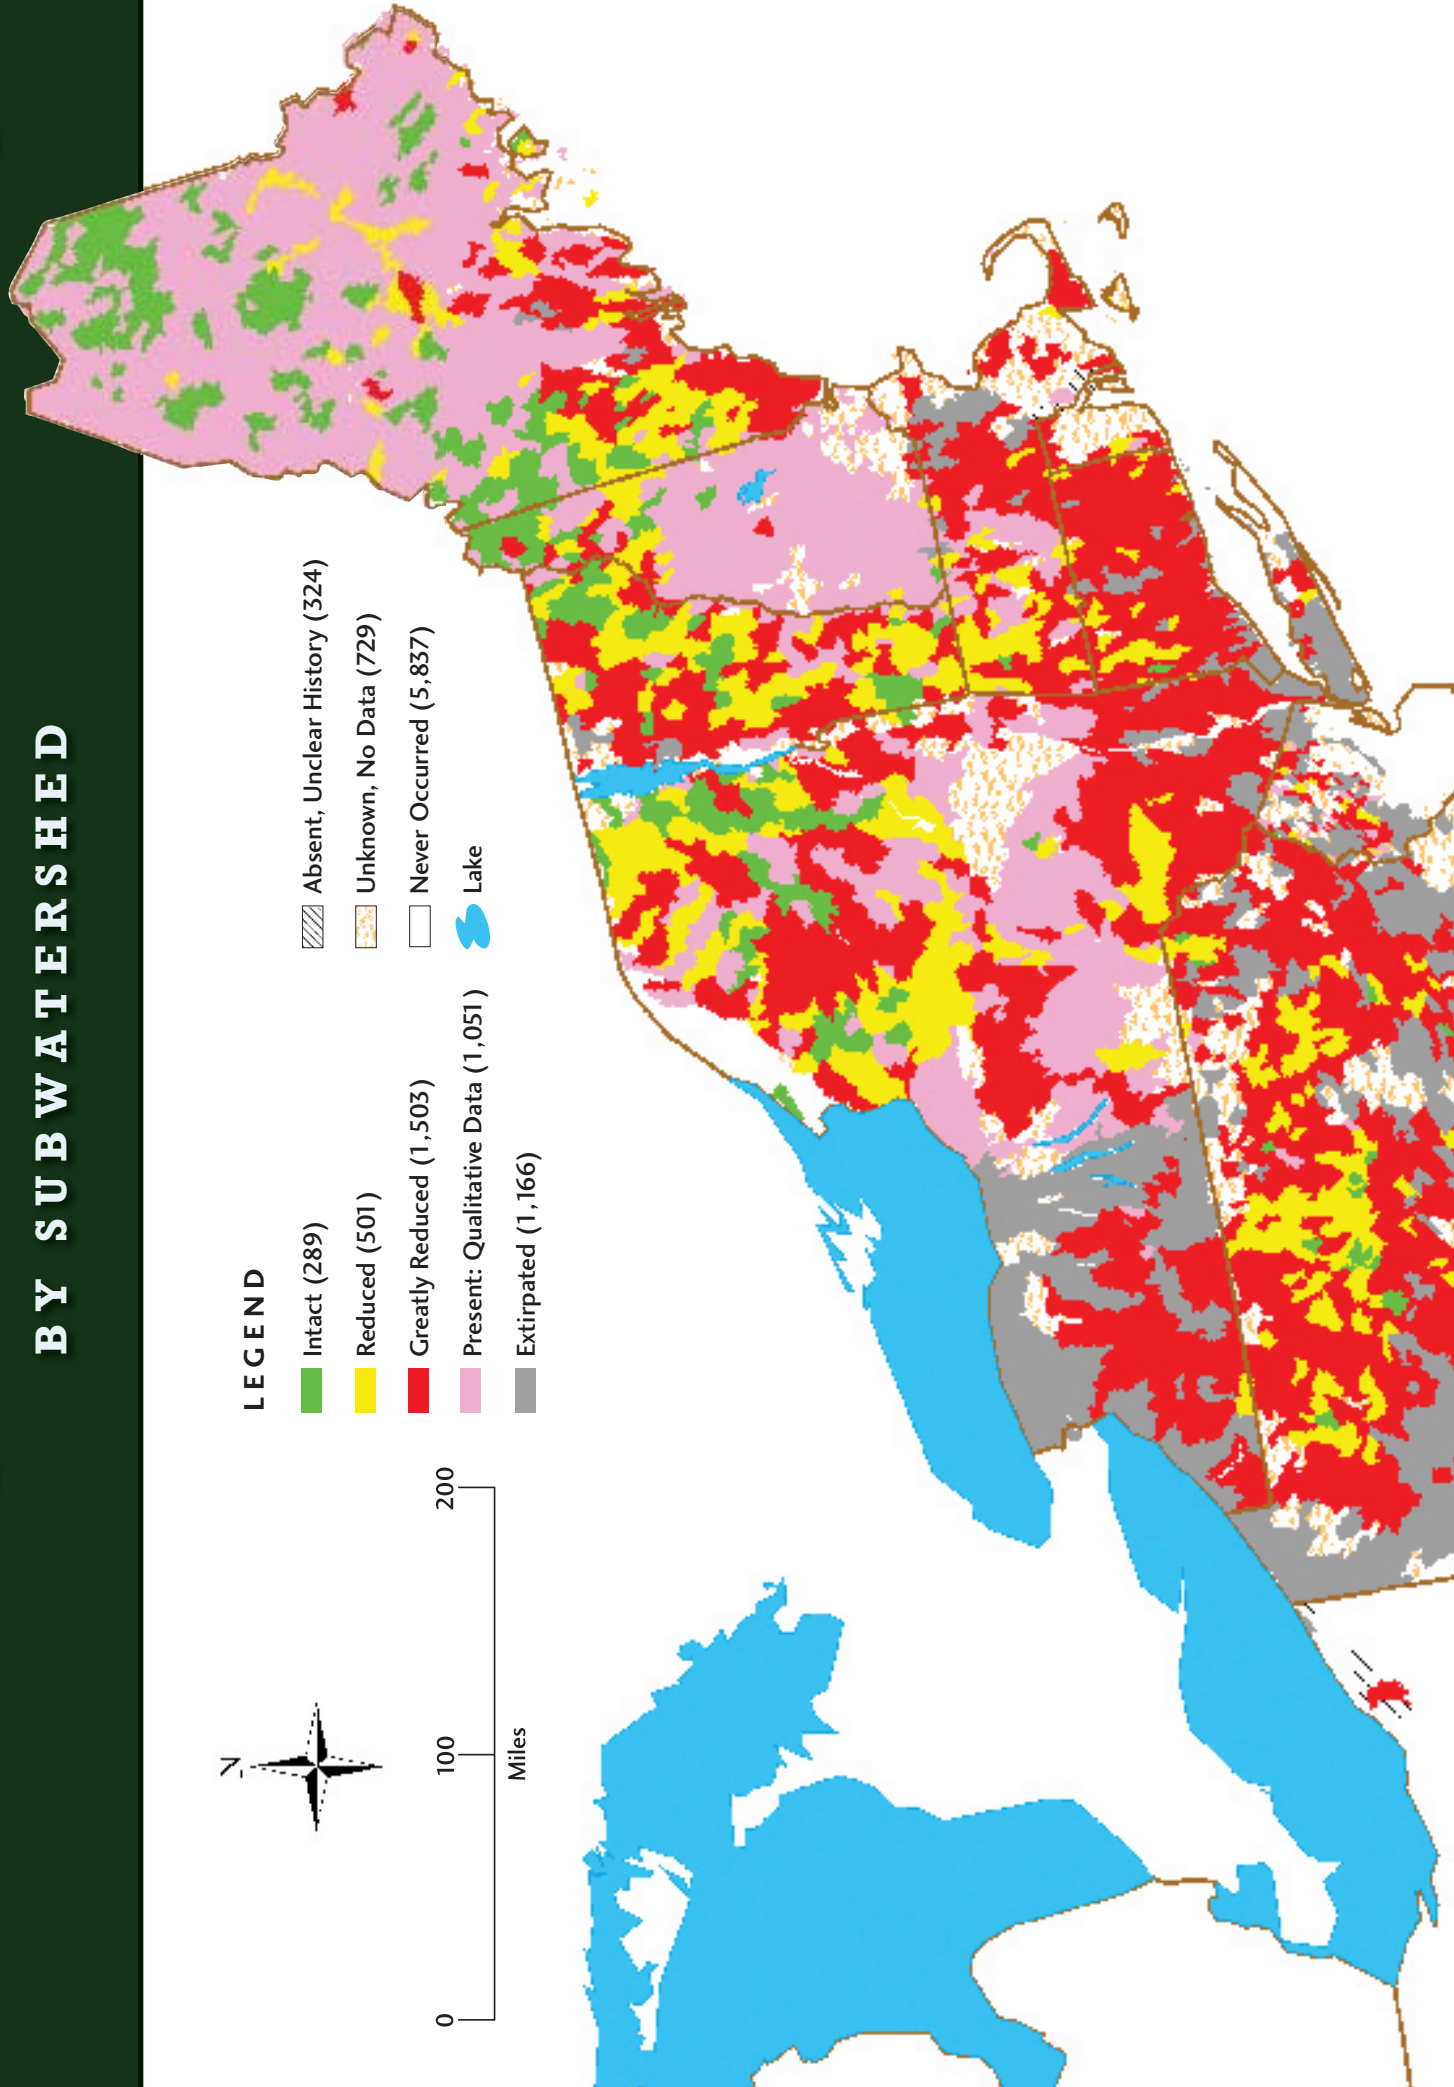 BY SUBWATERSHED
LEGEND
Intact (289)
Reduced (501)
Greatly Reduced (1,503)
Present: Qualitative Data (1,051)
Extirpated (1,166)
Absent, Unclear History (324)
Unknown, No Data (729)
Never Occurred (5,837)
Lake
N
0 100 200
Miles